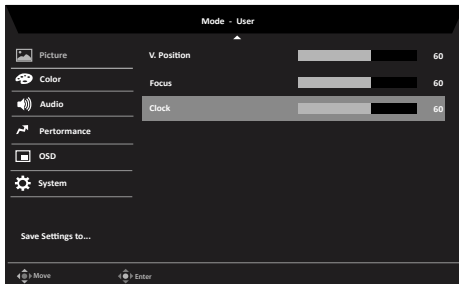 Mode - User
Picture
Color
Audio
Pertormance
OSD
System
Save Settings to...
V. Position 60
Focus 60
Clock 60
Move Enter